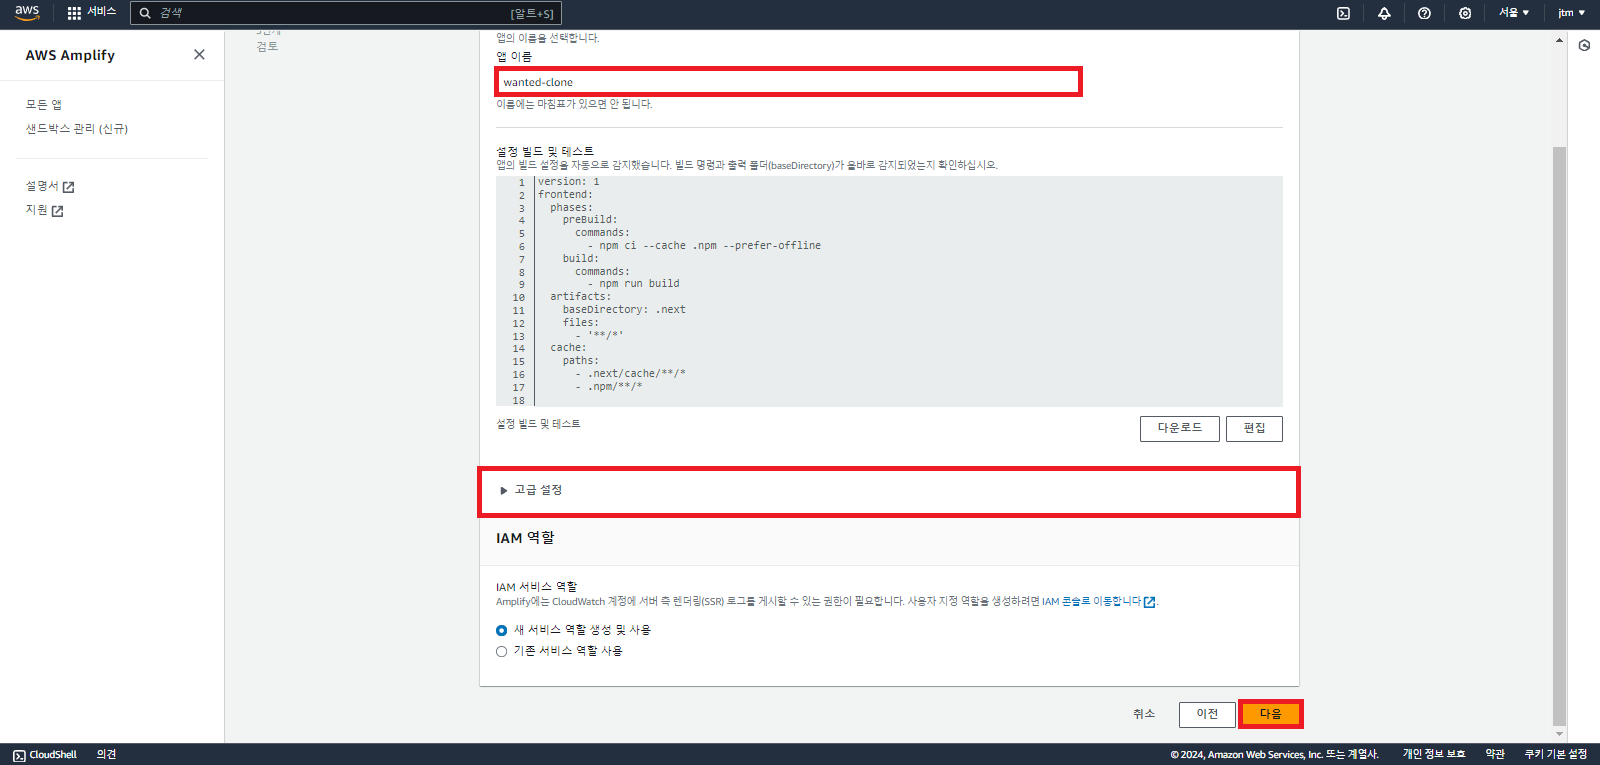 aws 서비스 검색 [알트+S] 서울 ▼ jtm ▼
AWS Amplify
모든 앱
샌드박스 관리 (신규)
설명서
지원
검토
앱의 이름을 선택합니다.
앱 이름
wanted-clone
이름에는 마침표가 있으면 안 됩니다.
설정 빌드 및 테스트
앱의 빌드 설정을 자동으로 감지했습니다. 빌드 명령과 출력 폴더(baseDirectory)가 올바로 감지되었는지 확인하십시오.
1 version: 1
2 frontend:
3 phases:
4 preBuild:
5 commands:
6 - npm ci --cache .npm --prefer-offline
7 build:
8 commands:
9 - npm run build
10 artifacts:
11 baseDirectory: .next
12 files:
13 - '**/*'
14 cache:
15 paths:
16 - .next/cache/**/*
17 - .npm/**/*
18
설정 빌드 및 테스트
다운로드 편집
고급 설정
IAM 역할
IAM 서비스 역할
Amplify에는 CloudWatch 계정에 서버 측 렌더링(SSR) 로그를 게시할 수 있는 권한이 필요합니다. 사용자 지정 역할을 생성하려면 IAM 콘솔로 이동합니다.
새 서비스 역할 생성 및 사용
기존 서비스 역할 사용
취소 이전 다음
CloudShell 의견 © 2024, Amazon Web Services, Inc. 또는 계열사. 개인 정보 보호 약관 쿠키 기본 설정